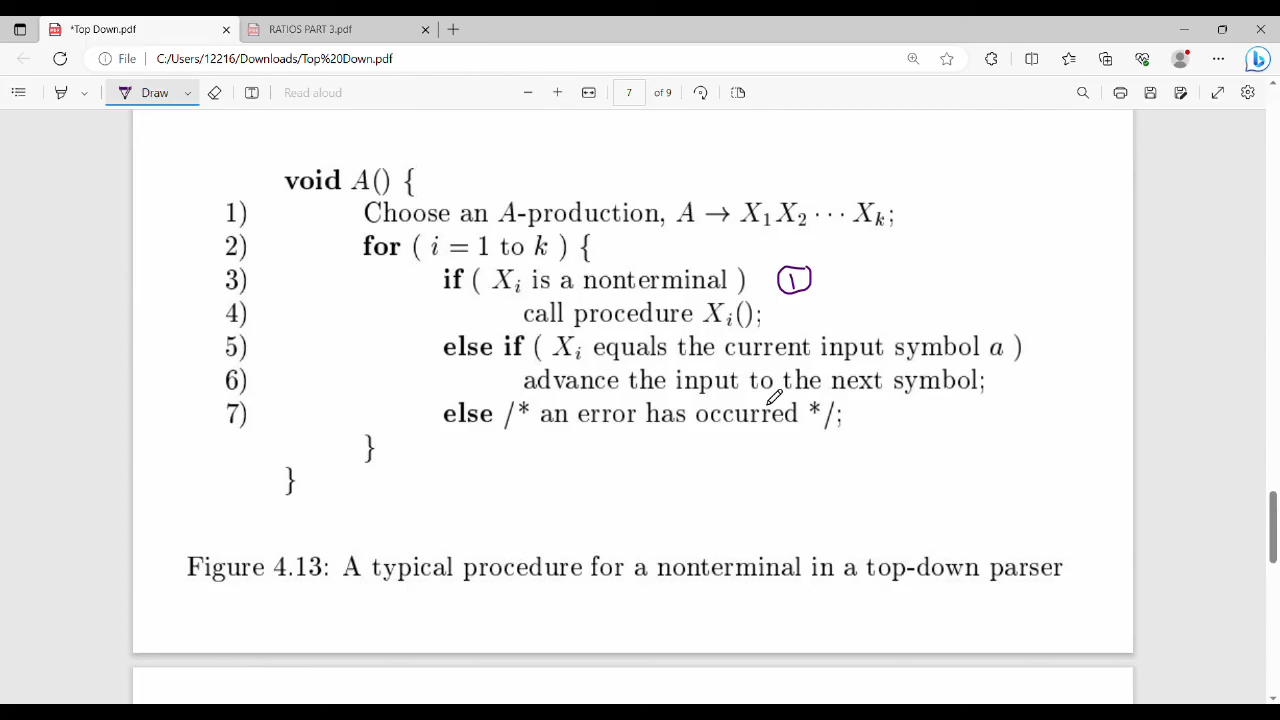 *Top Down.pdf
RATIOS PART 3.pdf
File C:/Users/12216/Downloads/Top%20Down.pdf
Draw Read aloud 7 of 9
void A() {
1) Choose an A-production, A → X₁X₂ ··· Xₖ;
2) for ( i = 1 to k ) {
3) if ( Xᵢ is a nonterminal ) 1
4) call procedure Xᵢ();
5) else if ( Xᵢ equals the current input symbol a )
6) advance the input to the next symbol;
7) else /* an error has occurred */;
}
}
Figure 4.13: A typical procedure for a nonterminal in a top-down parser